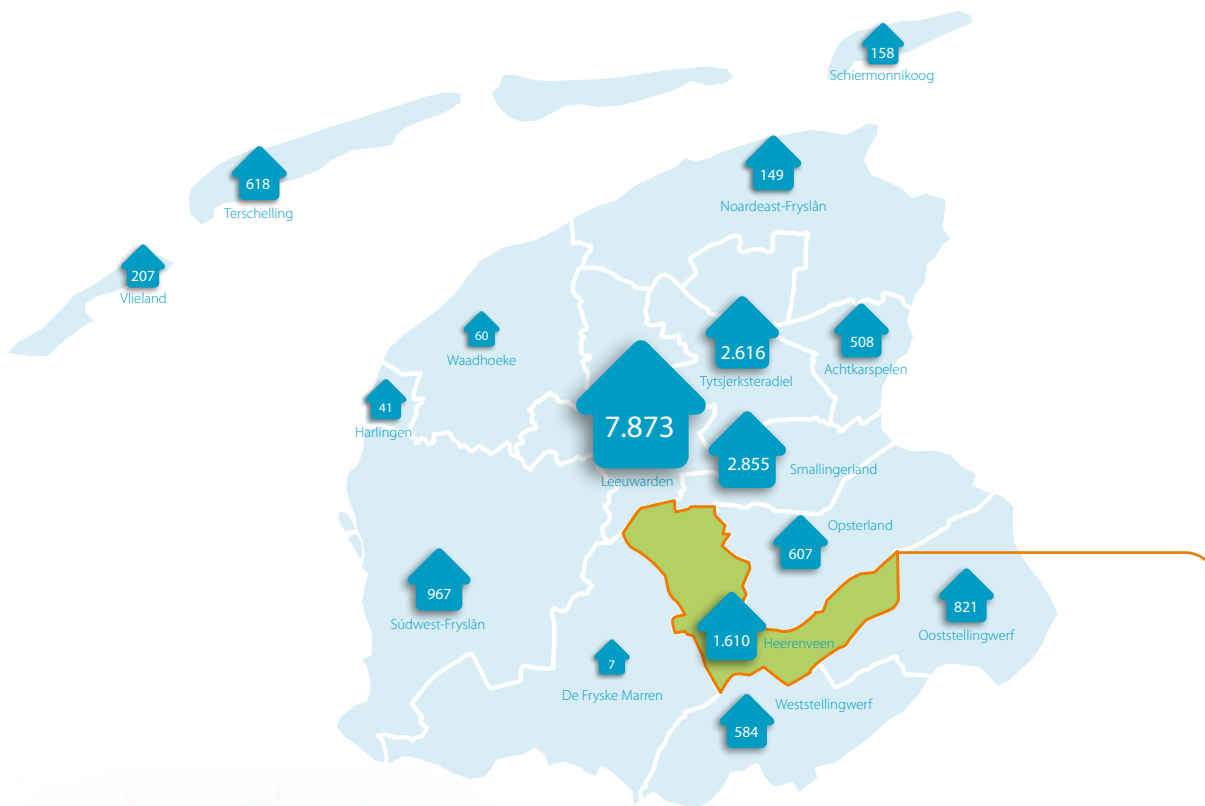 158
Schiermonnikoog
149
Noardeast-Fryslân
618
Terschelling
207
Vlieland
60
Waadhoeke
2.616
Tytsjerksteradiel
508
Achtkarspelen
41
Harlingen
7.873
Leeuwarden
2.855
Smallingerland
Opsterland
607
967
Súdwest-Fryslân
821
Ooststellingwerf
1.610
Heerenveen
7
De Fryske Marren
Weststellingwerf
584